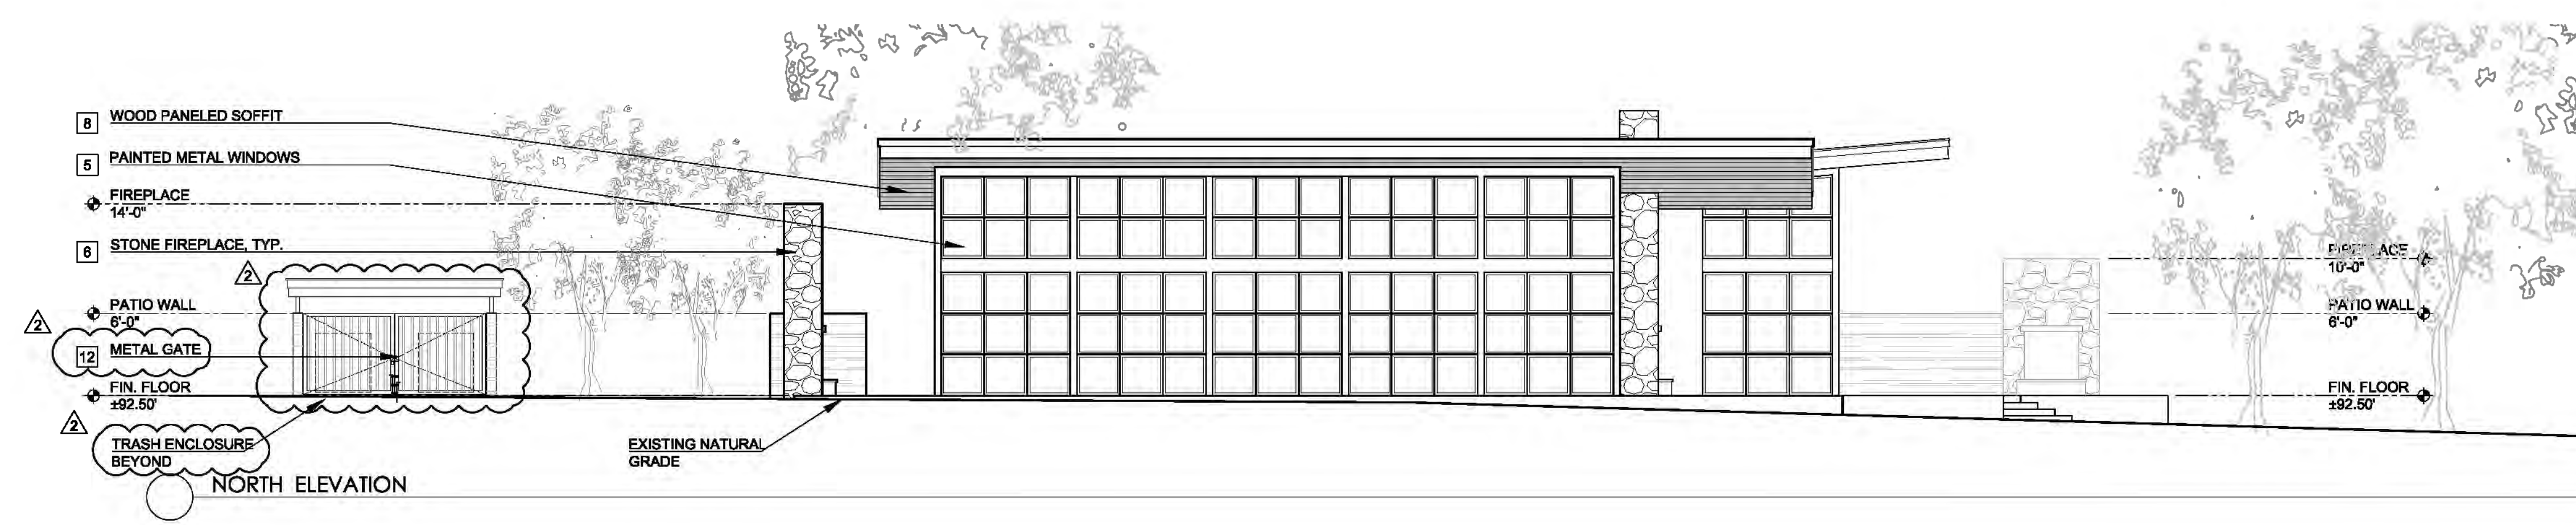 8 WOOD PANELED SOFFIT
5 PAINTED METAL WINDOWS
FIREPLACE
14'-0"
6 STONE FIREPLACE, TYP.
2
PATIO WALL
6'-0"
2
12 METAL GATE
FIN. FLOOR
±92.50'
2
TRASH ENCLOSURE
BEYOND
EXISTING NATURAL
GRADE
NORTH ELEVATION
FIREPLACE
10'-0"
PATIO WALL
6'-0"
FIN. FLOOR
±92.50'